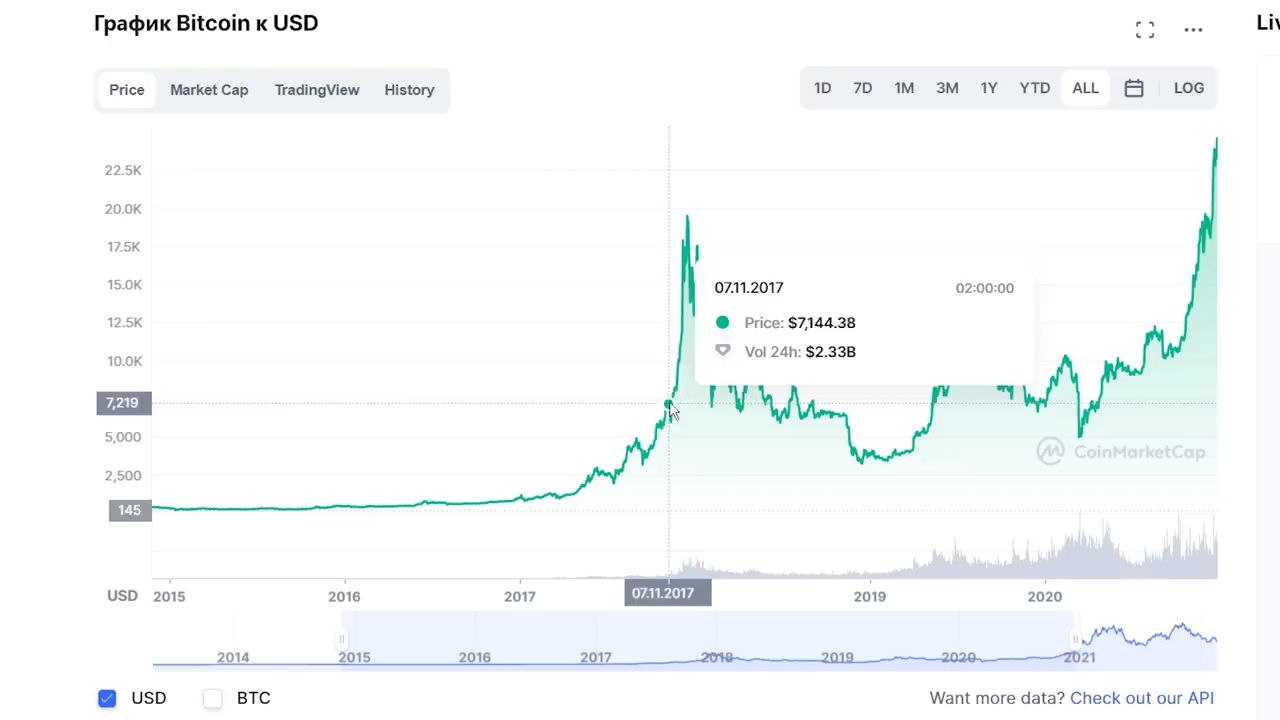 График Bitcoin к USD
Liv
Price Market Cap TradingView History
1D 7D 1M 3M 1Y YTD ALL LOG
22.5K
20.0K
17.5K
15.0K
12.5K
10.0K
7,219
5,000
2,500
145
07.11.2017 02:00:00
Price: $7,144.38
Vol 24h: $2.33B
CoinMarketCap
USD 2015 2016 2017 07.11.2017 2019 2020
2014 2015 2016 2017 2018 2019 2020 2021
USD BTC
Want more data? Check out our API